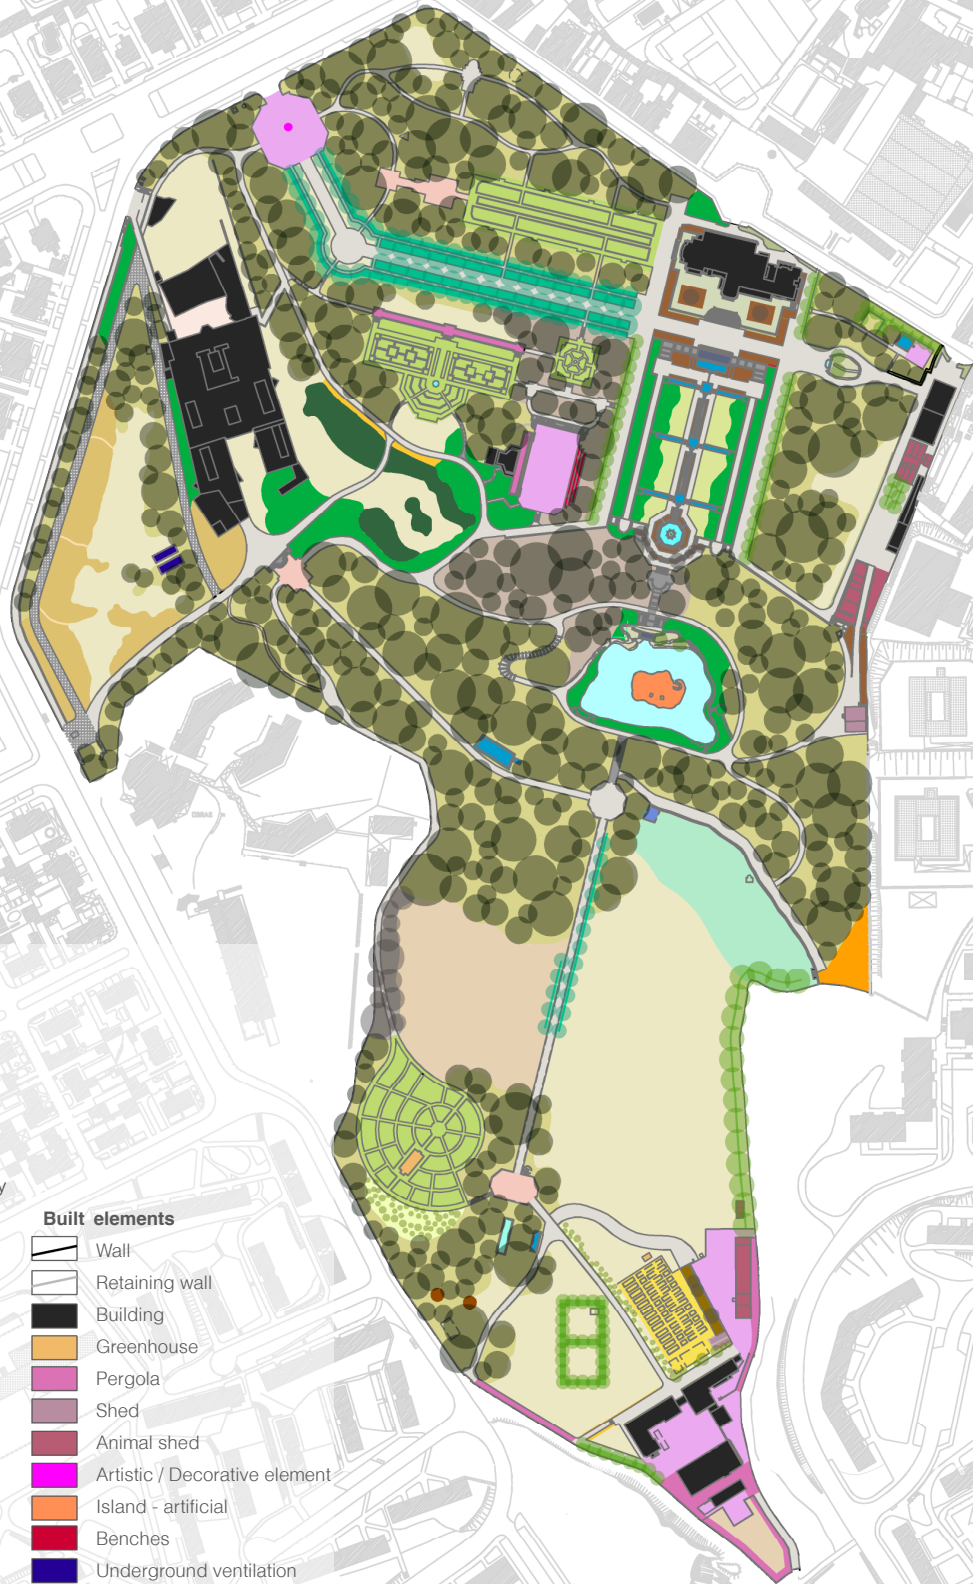 y
Built elements
Wall
Retaining wall
Building
Greenhouse
Pergola
Shed
Animal shed
Artistic / Decorative element
Island - artificial
Benches
Underground ventilation